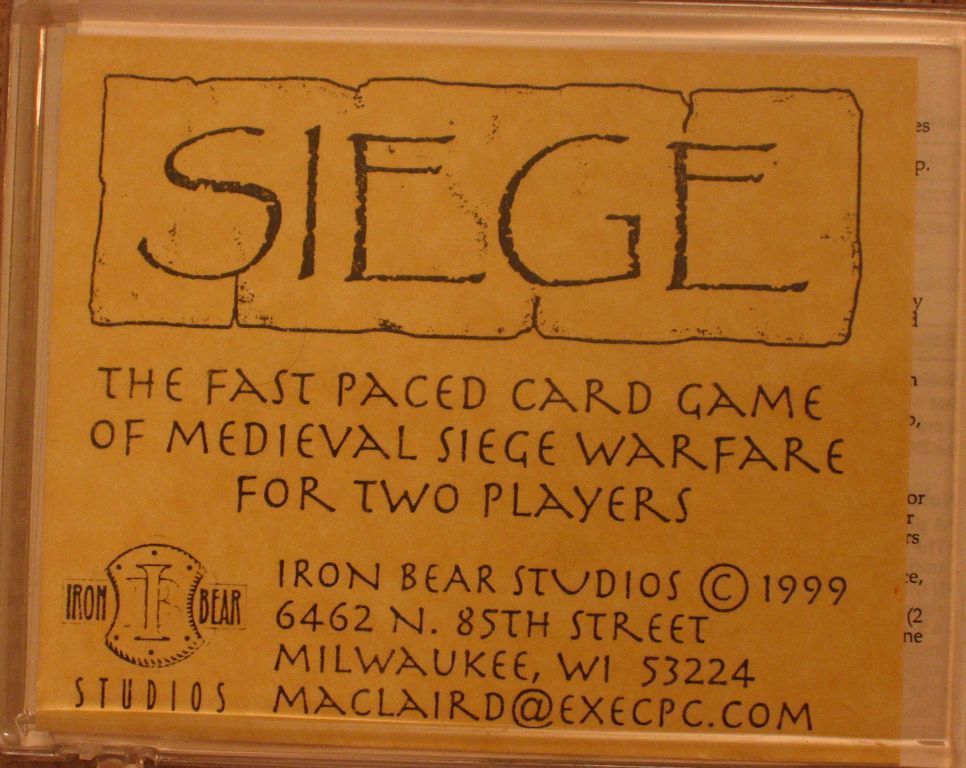 SIEGE
THE FAST PACED CARD GAME
OF MEDIEVAL SIEGE WARFARE
FOR TWO PLAYERS
IRON BEAR
STUDIOS
IRON BEAR STUDIOS © 1999
6462 N. 85TH STREET
MILWAUKEE, WI 53224
MACLAIRD@EXECPC.COM